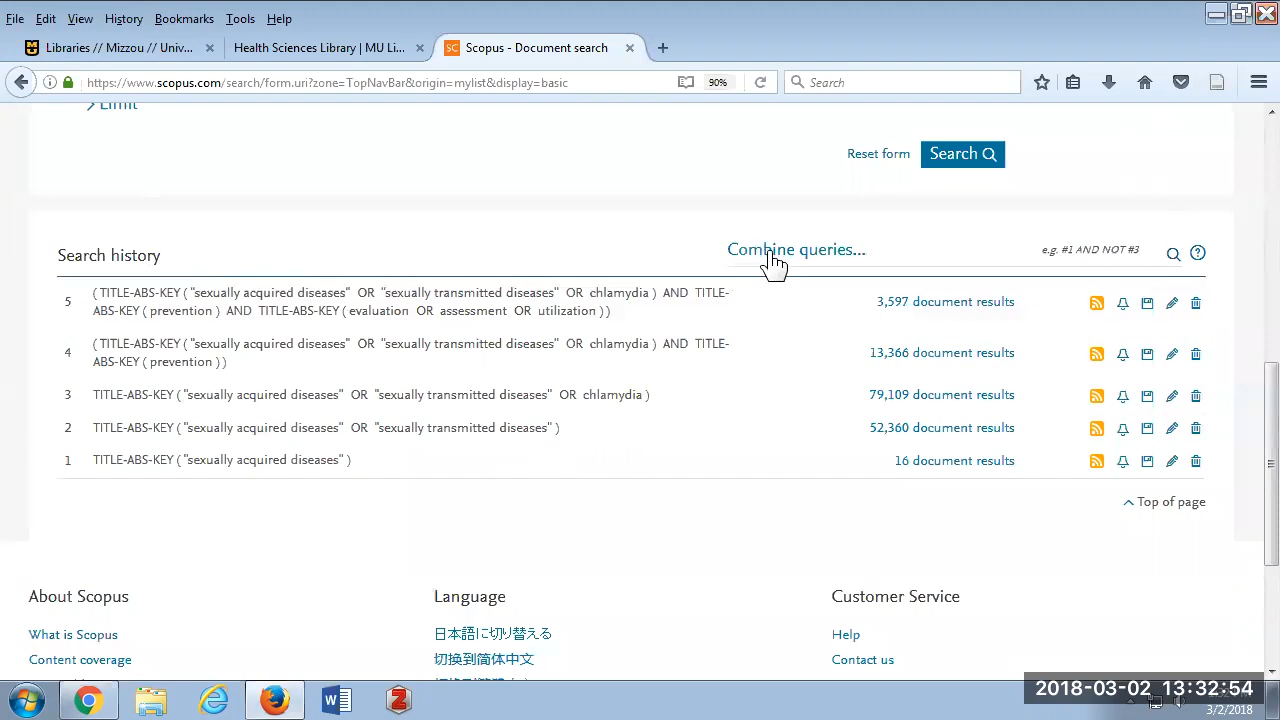 File Edit View History Bookmarks Tools Help
Libraries // Mizzou // Univ... Health Sciences Library | MU Li... SC Scopus - Document search
https://www.scopus.com/search/form.uri?zone=TopNavBar&origin=mylist&display=basic 90% Search
Limit
Reset form Search
Search history Combine queries... e.g. #1 AND NOT #3
5 ( TITLE-ABS-KEY ( "sexually acquired diseases" OR "sexually transmitted diseases" OR chlamydia ) AND TITLE-
ABS-KEY ( prevention ) AND TITLE-ABS-KEY ( evaluation OR assessment OR utilization ) ) 3,597 document results
4 ( TITLE-ABS-KEY ( "sexually acquired diseases" OR "sexually transmitted diseases" OR chlamydia ) AND TITLE-
ABS-KEY ( prevention ) ) 13,366 document results
3 TITLE-ABS-KEY ( "sexually acquired diseases" OR "sexually transmitted diseases" OR chlamydia ) 79,109 document results
2 TITLE-ABS-KEY ( "sexually acquired diseases" OR "sexually transmitted diseases" ) 52,360 document results
1 TITLE-ABS-KEY ( "sexually acquired diseases" ) 16 document results
Top of page
About Scopus Language Customer Service
What is Scopus 日本語に切り替える Help
Content coverage 切换到简体中文 Contact us
2018-03-02 13:32:54
3/2/2018